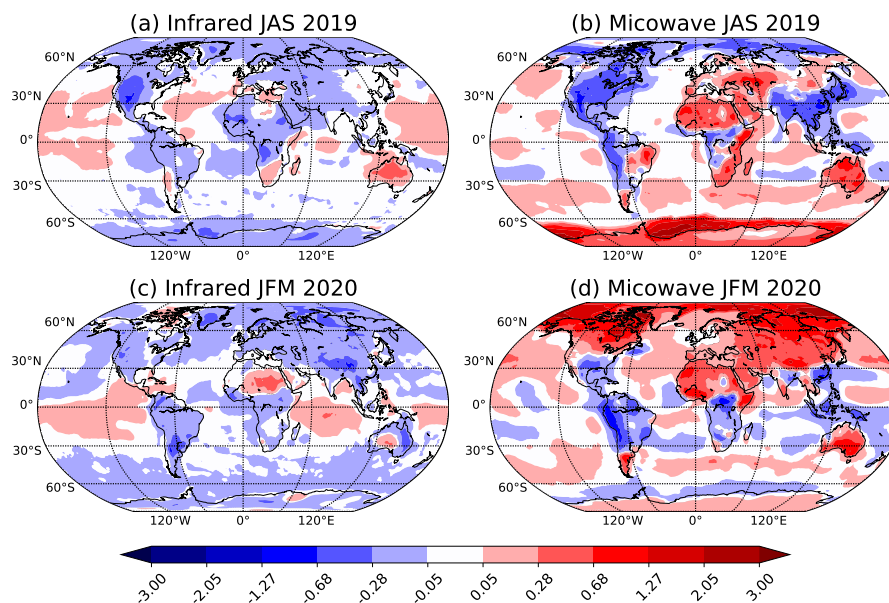 (a) Infrared JAS 2019
(b) Micowave JAS 2019
60°N
30°N
0°
30°S
60°S
120°W
0°
120°E
60°N
30°N
0°
30°S
60°S
120°W
0°
120°E
(c) Infrared JFM 2020
(d) Micowave JFM 2020
60°N
30°N
0°
30°S
60°S
120°W
0°
120°E
60°N
30°N
0°
30°S
60°S
120°W
0°
120°E
-3.00
-2.05
-1.27
-0.68
-0.28
-0.05
0.05
0.28
0.68
1.27
2.05
3.00